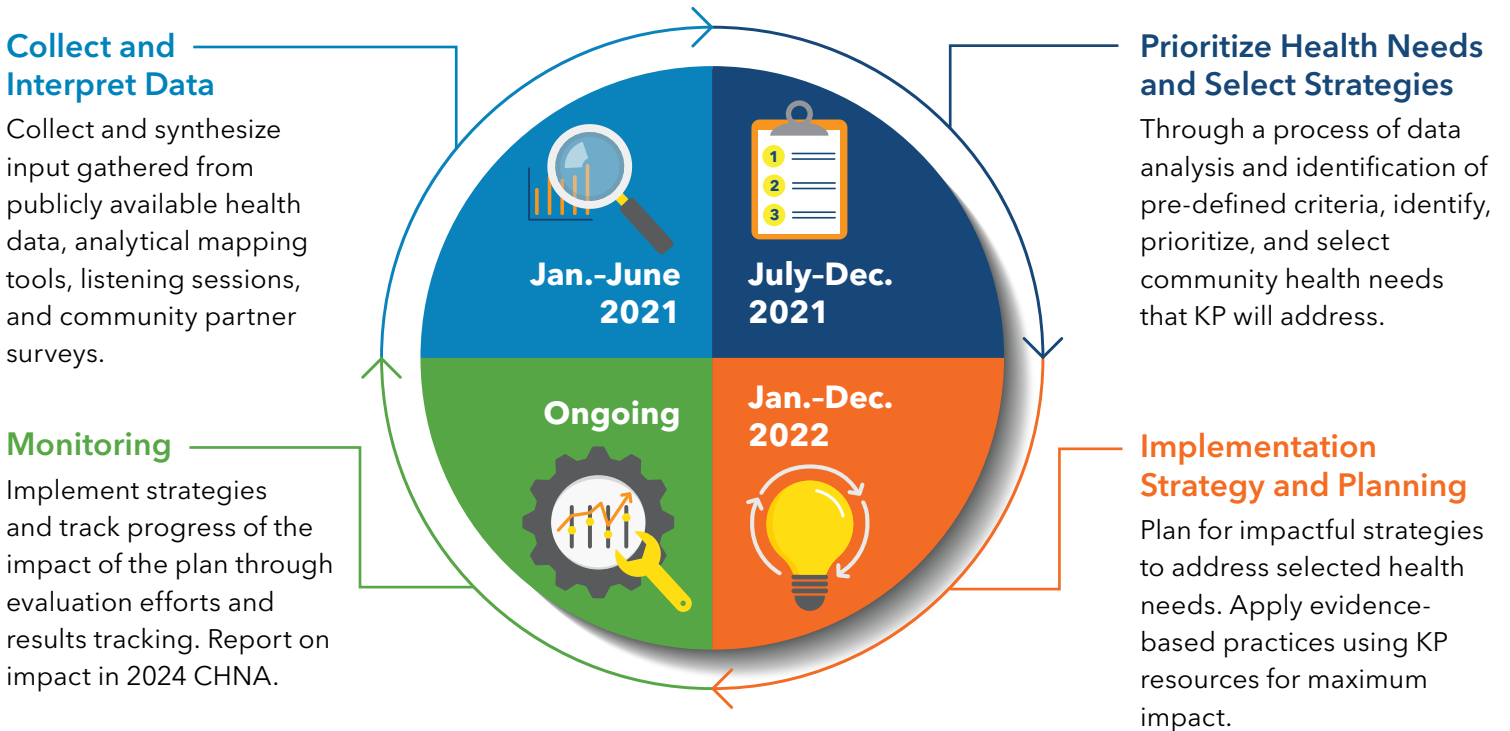 Collect and
Interpret Data
Collect and synthesize
input gathered from
publicly available health
data, analytical mapping
tools, listening sessions,
and community partner
surveys.
Jan.–June
2021
1
2
3
July–Dec.
2021
Prioritize Health Needs
and Select Strategies
Through a process of data
analysis and identification of
pre-defined criteria, identify,
prioritize, and select
community health needs
that KP will address.
Monitoring
Implement strategies
and track progress of the
impact of the plan through
evaluation efforts and
results tracking. Report on
impact in 2024 CHNA.
Ongoing
Jan.–Dec.
2022
Implementation
Strategy and Planning
Plan for impactful strategies
to address selected health
needs. Apply evidence-
based practices using KP
resources for maximum
impact.